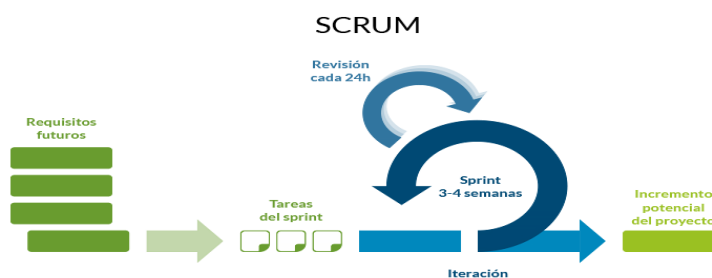 SCRUM
Revisión
cada 24h
Requisitos
futuros
Tareas
del sprint
Sprint
3-4 semanas
Incremento
potencial
del proyecto
Iteración